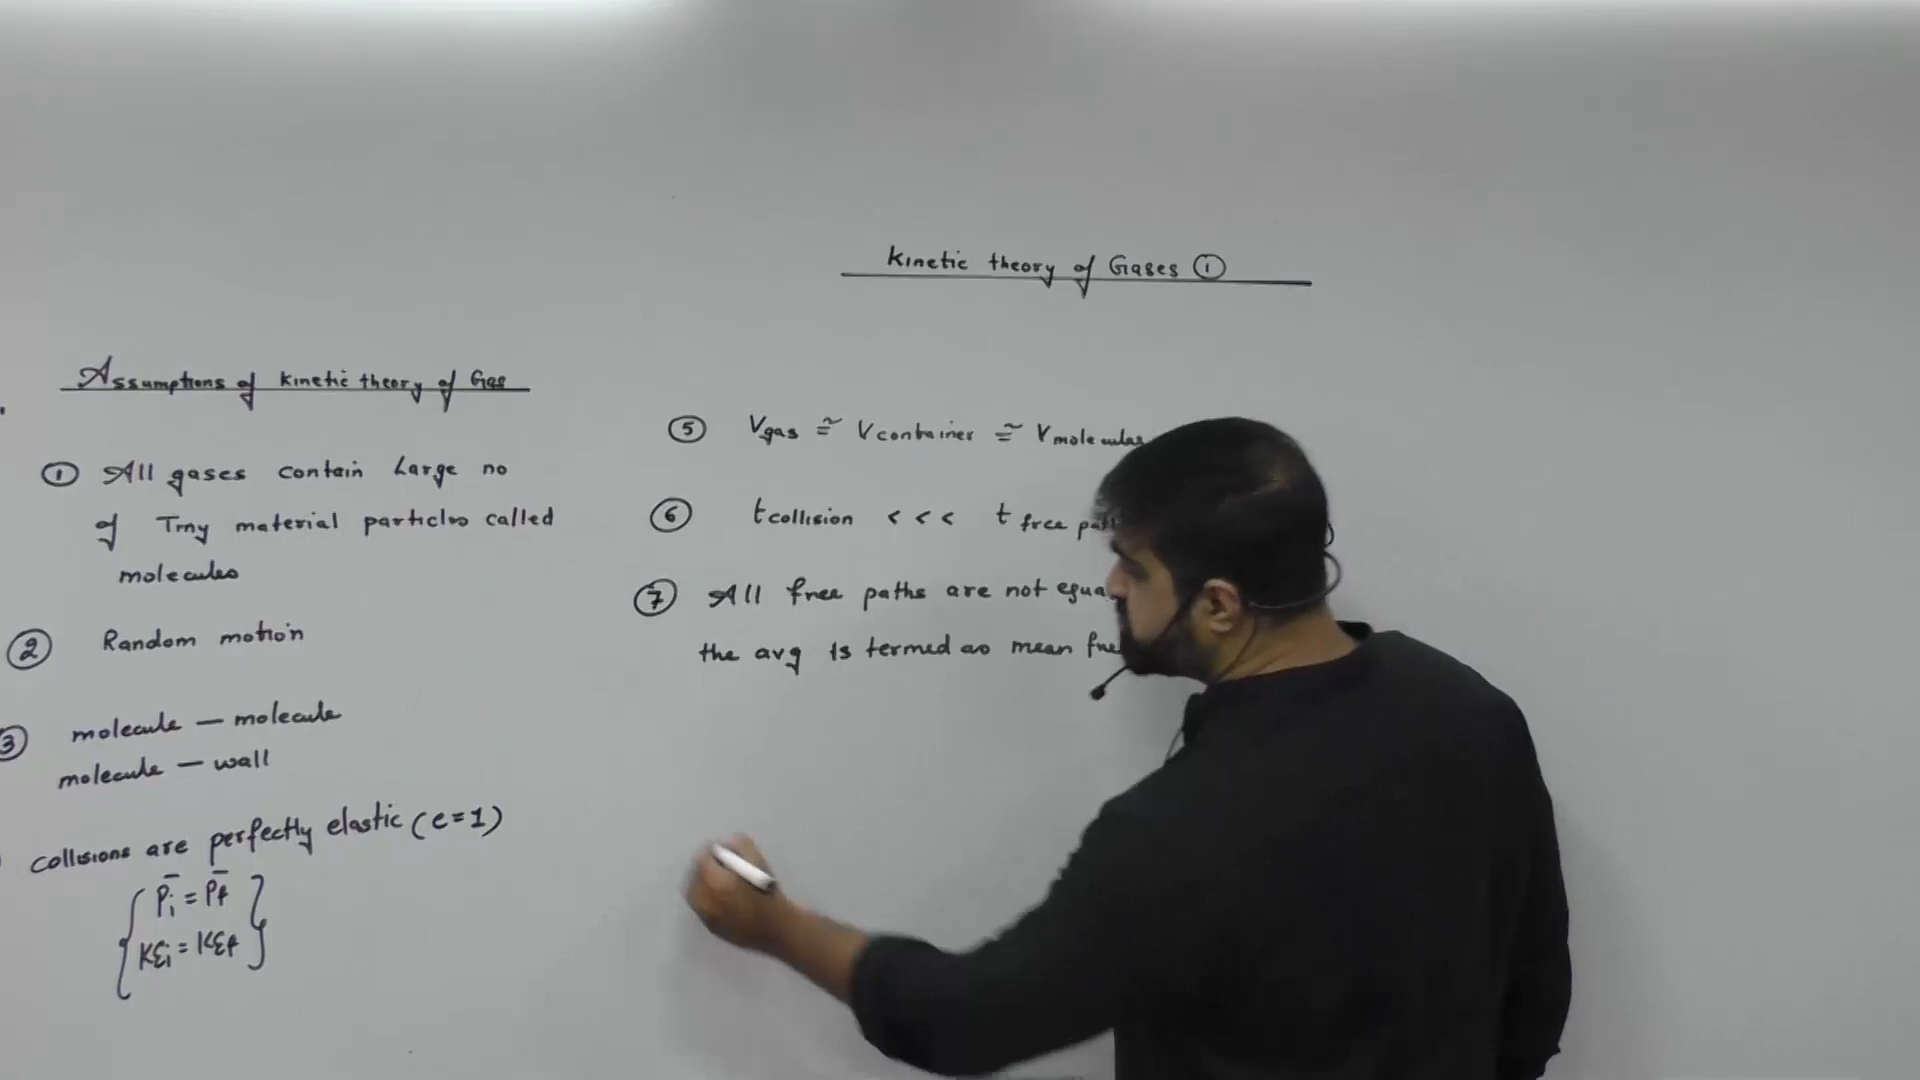 Kinetic theory of Gases ①
Assumptions of kinetic theory of Gas
① All gases contain Large no
of Tiny material particles called
molecules
② Random motion
③ molecule — molecule
molecule — wall
collisions are perfectly elastic (e=1)
P̄i = P̄f
KEi = KEf
⑤ Vgas ≅ Vcontainer ≅ Vmolecules
⑥ tcollision <<< t free
⑦ All free paths are not
the avg is termed as mean